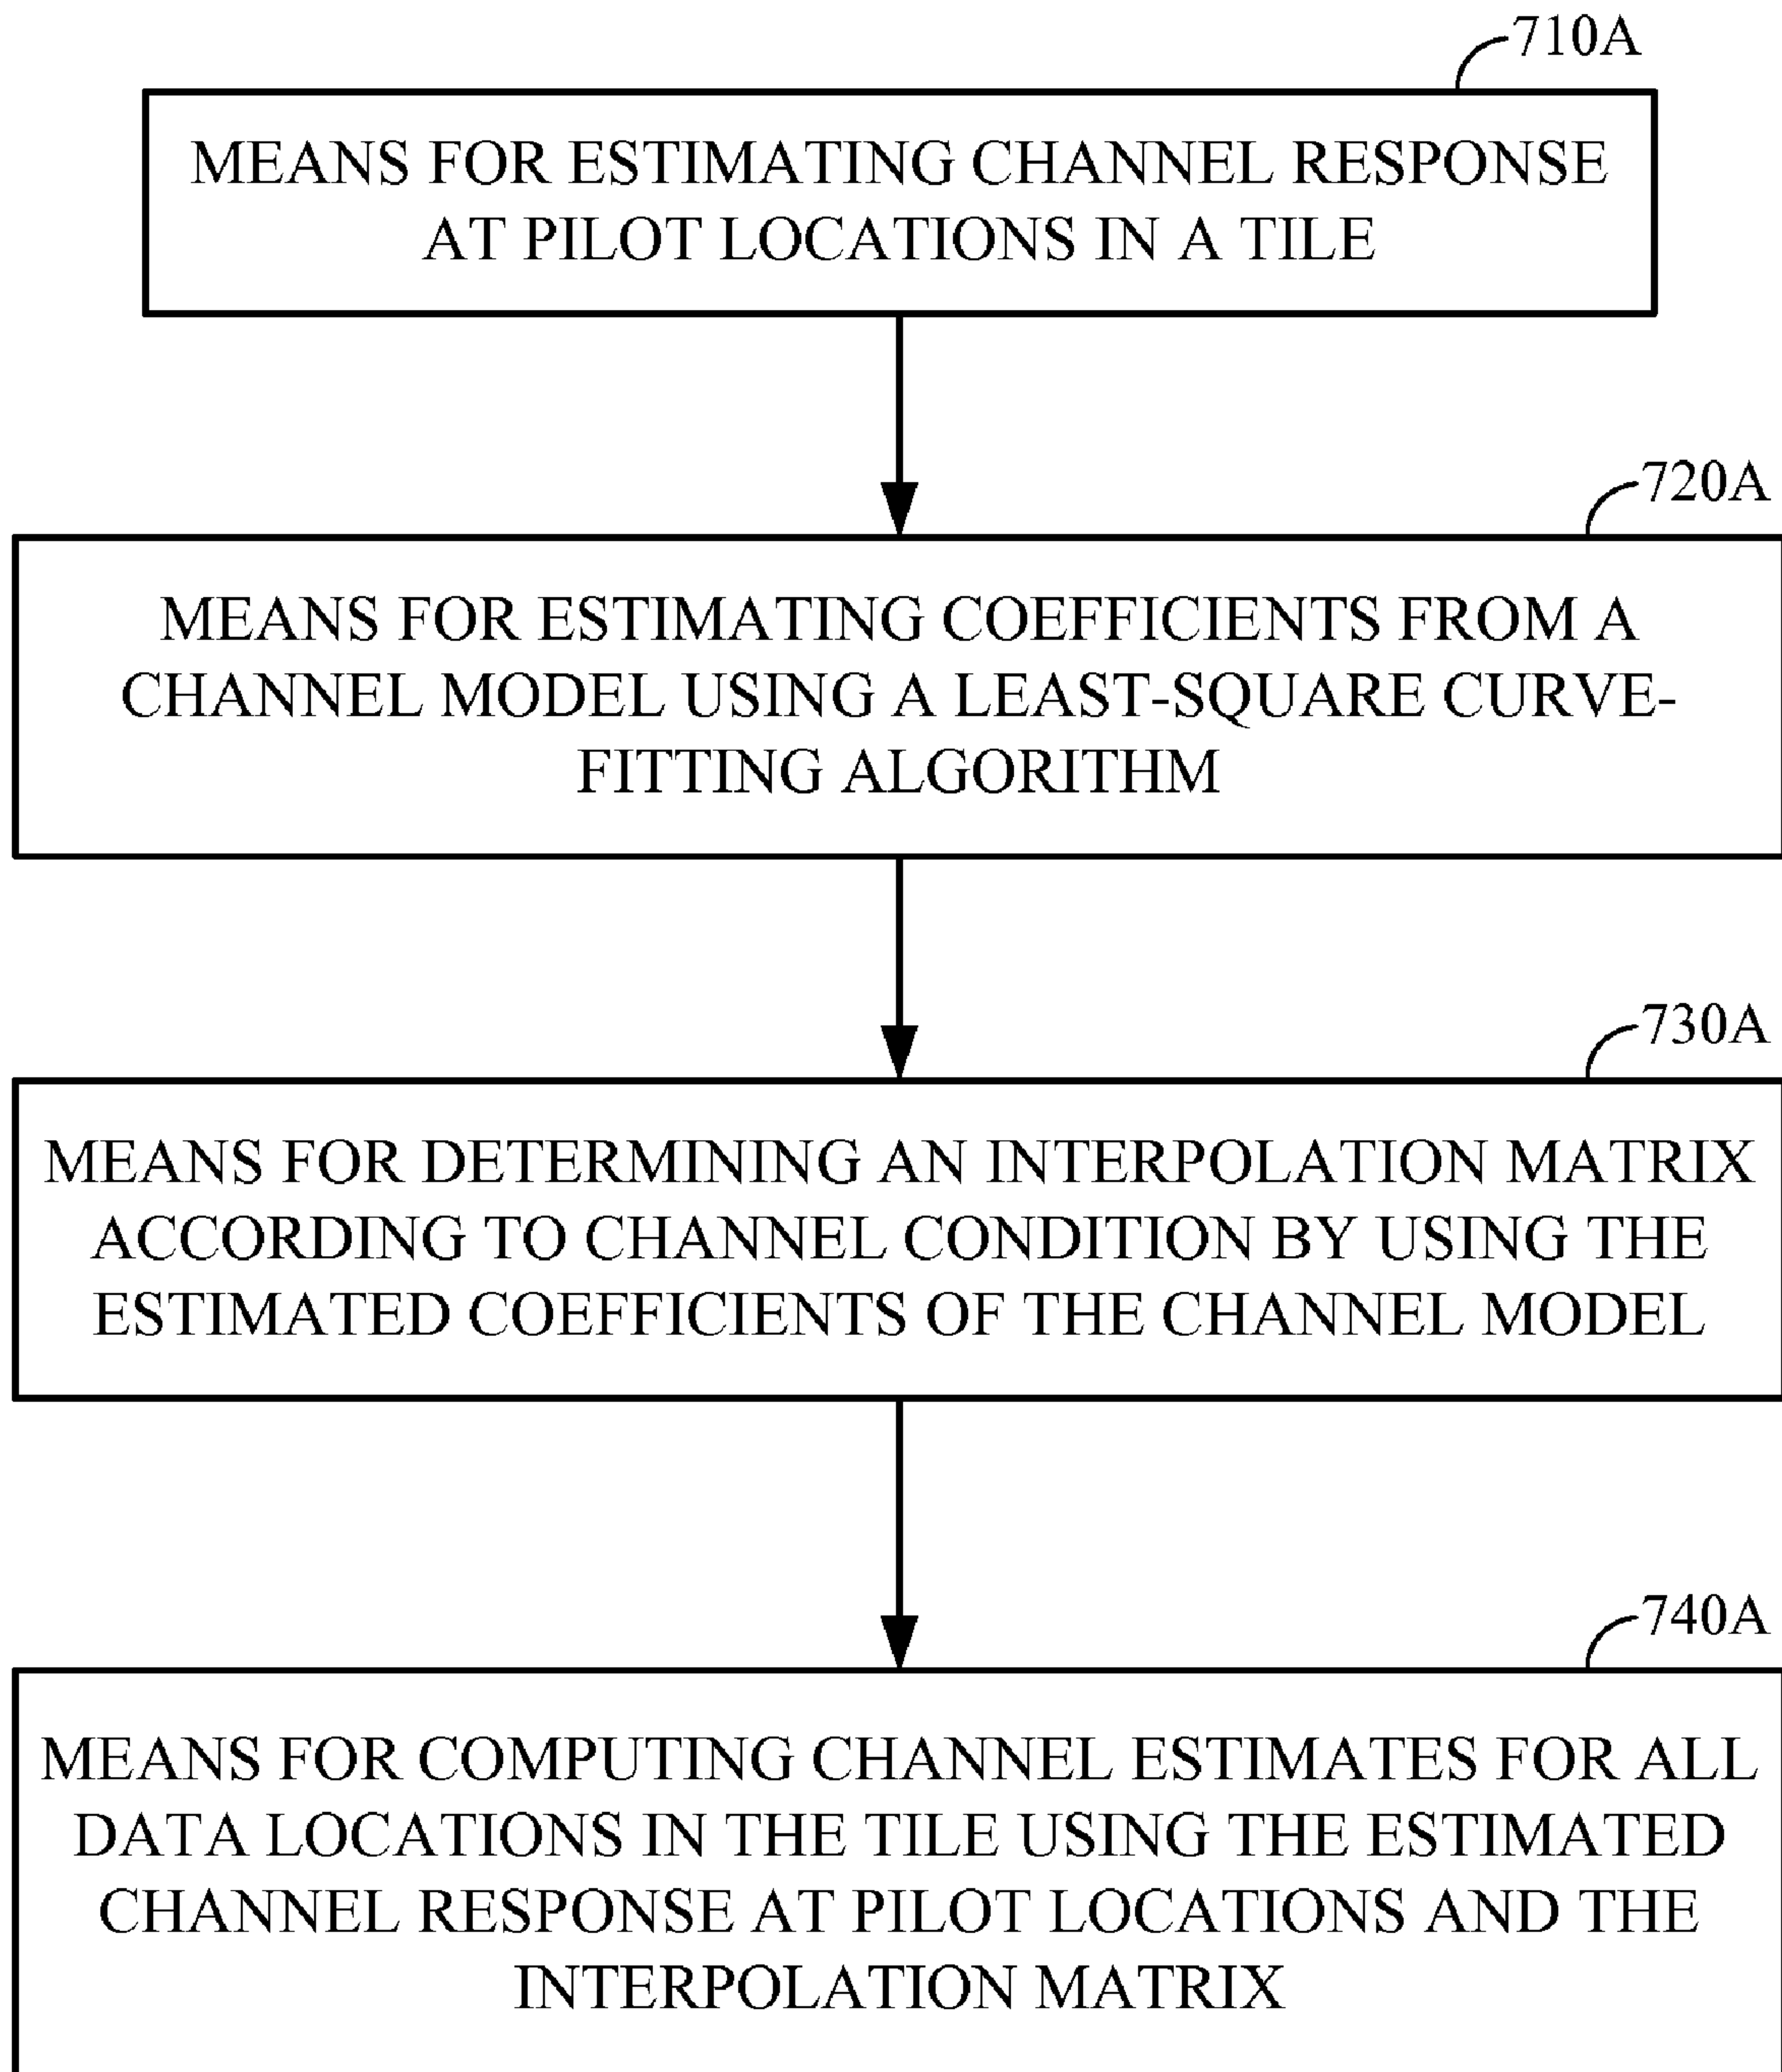 710A
MEANS FOR ESTIMATING CHANNEL RESPONSE
AT PILOT LOCATIONS IN A TILE
720A
MEANS FOR ESTIMATING COEFFICIENTS FROM A
CHANNEL MODEL USING A LEAST-SQUARE CURVE-
FITTING ALGORITHM
730A
MEANS FOR DETERMINING AN INTERPOLATION MATRIX
ACCORDING TO CHANNEL CONDITION BY USING THE
ESTIMATED COEFFICIENTS OF THE CHANNEL MODEL
740A
MEANS FOR COMPUTING CHANNEL ESTIMATES FOR ALL
DATA LOCATIONS IN THE TILE USING THE ESTIMATED
CHANNEL RESPONSE AT PILOT LOCATIONS AND THE
INTERPOLATION MATRIX